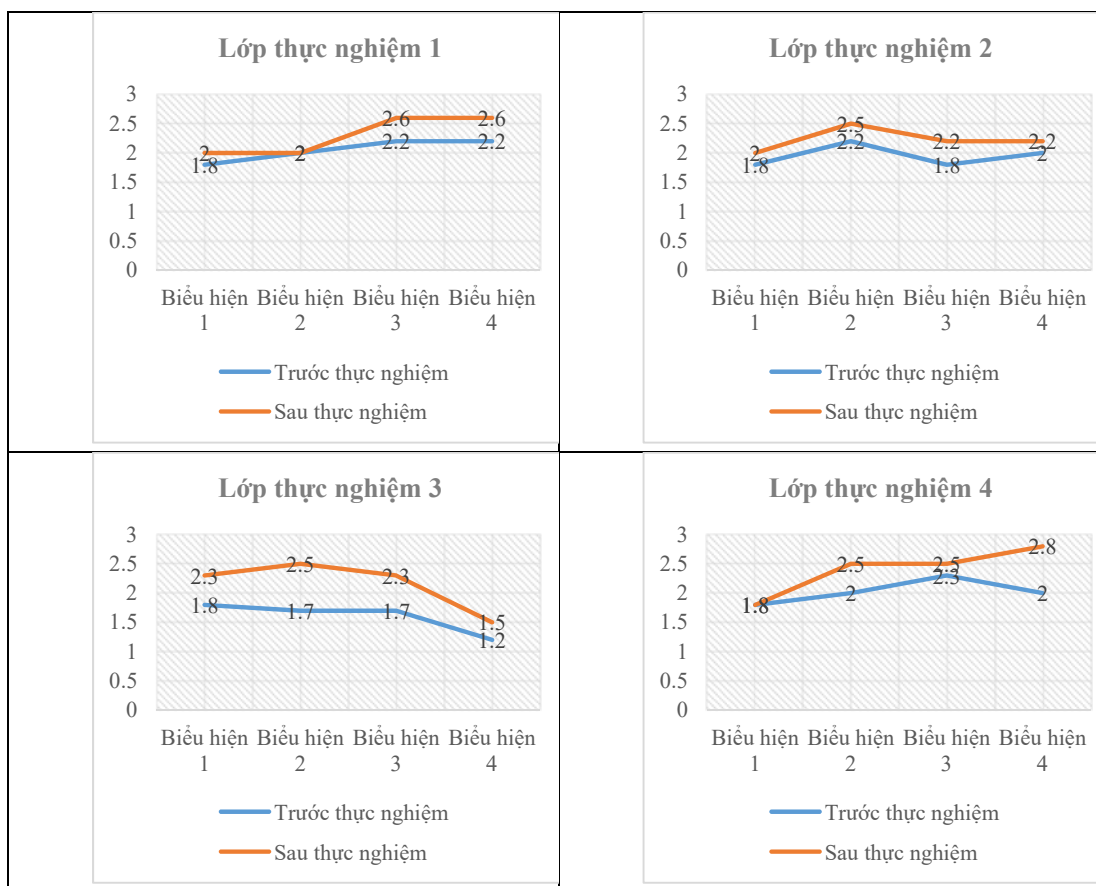 Lớp thực nghiệm 1
3
2.5
2
1.5
1
0.5
0
2 2 2.6 2.6
1.8 2 2.2 2.2
Biểu hiện Biểu hiện Biểu hiện Biểu hiện
1 2 3 4
Trước thực nghiệm
Sau thực nghiệm
Lớp thực nghiệm 2
3
2.5
2
1.5
1
0.5
0
2 2.5 2.2 2.2
1.8 2.2 1.8 2
Biểu hiện Biểu hiện Biểu hiện Biểu hiện
1 2 3 4
Trước thực nghiệm
Sau thực nghiệm
Lớp thực nghiệm 3
3
2.5
2
1.5
1
0.5
0
2.3 2.5 2.3 1.5
1.8 1.7 1.7 1.2
Biểu hiện Biểu hiện Biểu hiện Biểu hiện
1 2 3 4
Trước thực nghiệm
Sau thực nghiệm
Lớp thực nghiệm 4
3
2.5
2
1.5
1
0.5
0
1.8 2.5 2.5 2.8
1.8 2 2.3 2
Biểu hiện Biểu hiện Biểu hiện Biểu hiện
1 2 3 4
Trước thực nghiệm
Sau thực nghiệm